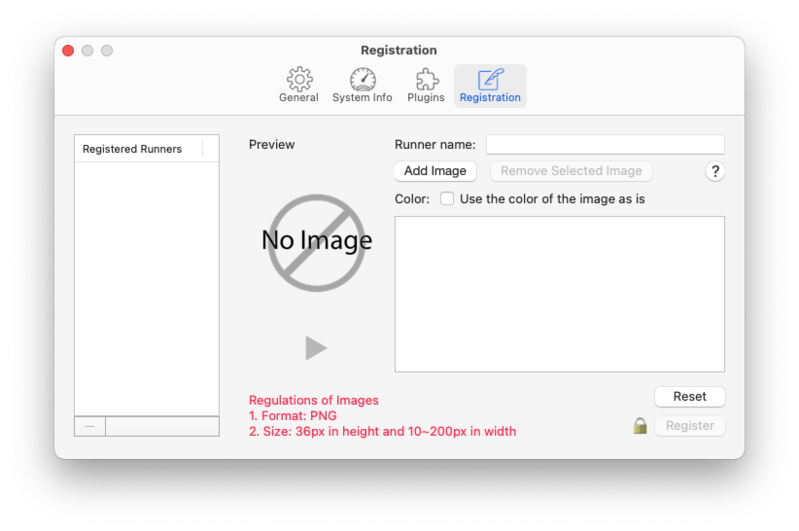 Registration
General
System Info
Plugins
Registration
Registered Runners
Preview
No Image
Regulations of Images
1. Format: PNG
2. Size: 36px in height and 10~200px in width
Runner name:
Add Image
Remove Selected Image
?
Color:
Use the color of the image as is
Reset
Register